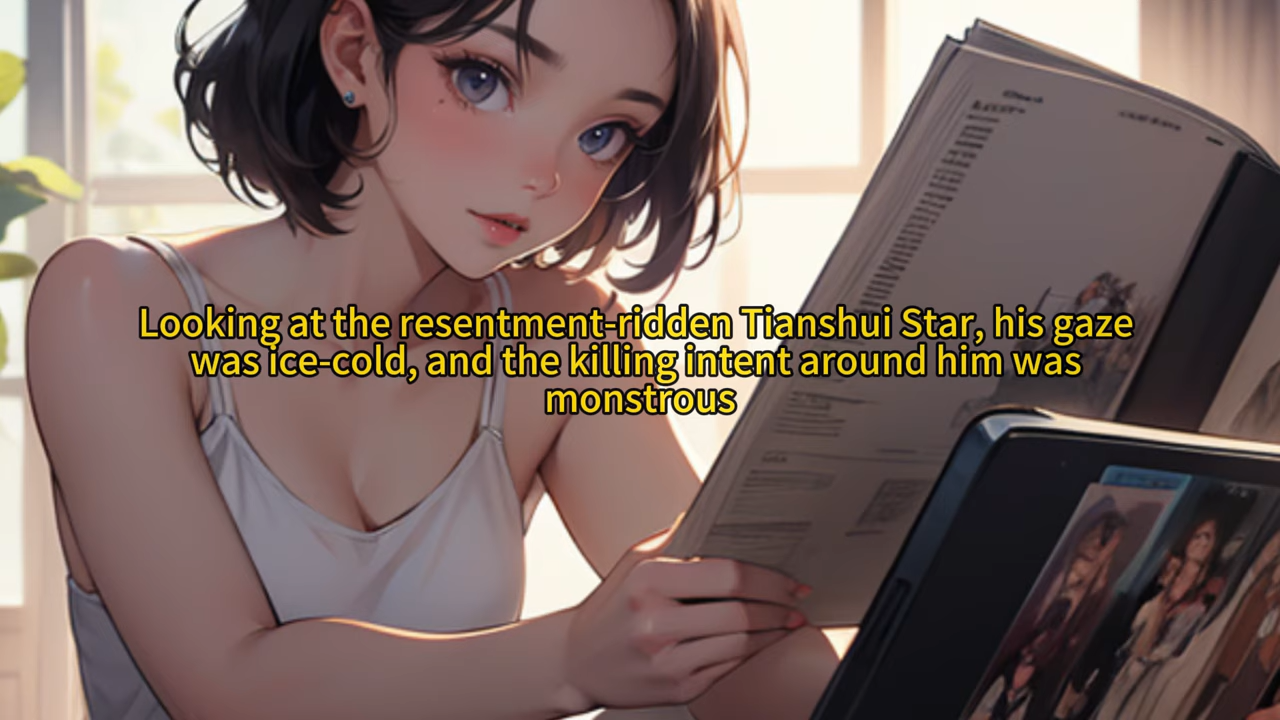 Looking at the resentment-ridden Tianshui Star, his gaze
was ice-cold, and the killing intent around him was
monstrous